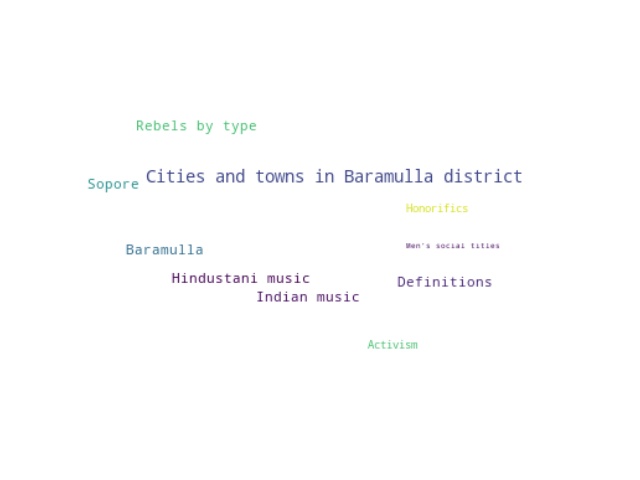 Rebels by type
Cities and towns in Baramulla district
Sopore
Honorifics
Men's social titles
Baramulla
Hindustani music
Definitions
Indian music
Activism